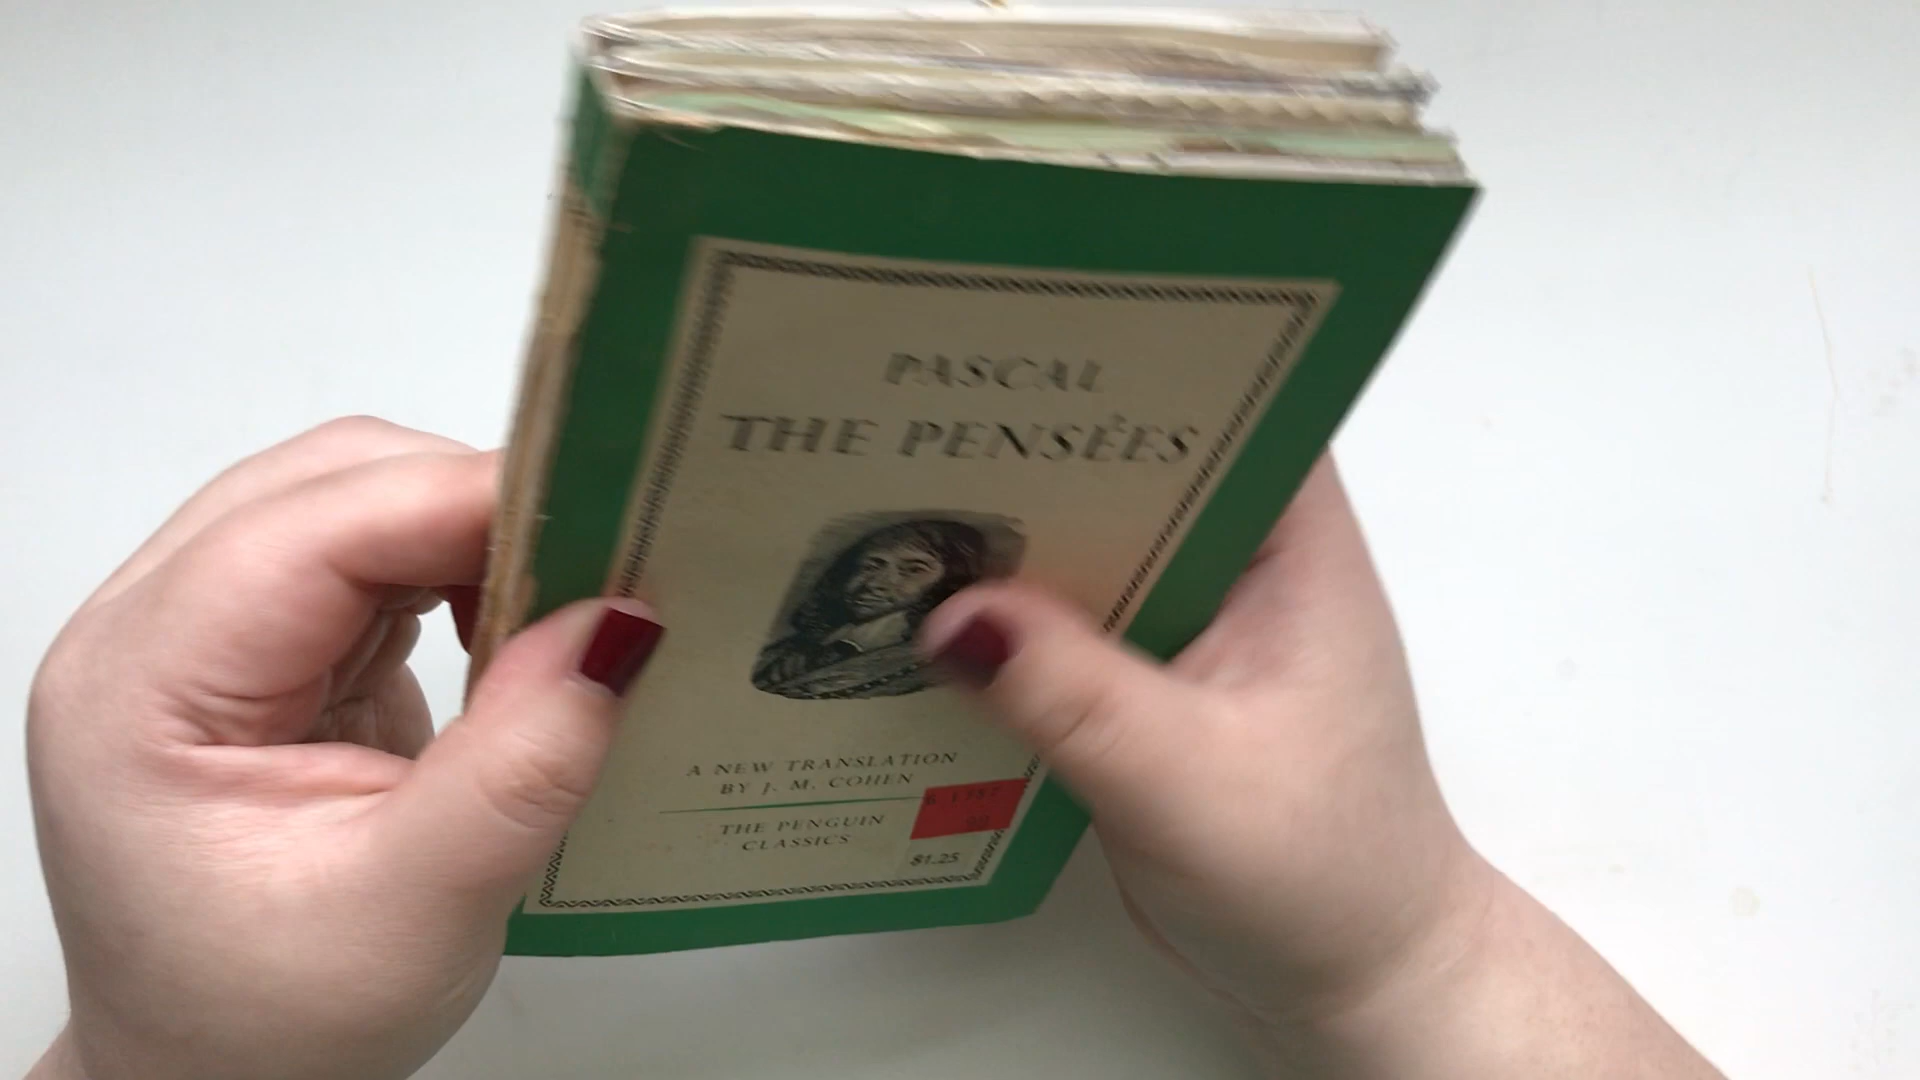 PASCAL
THE PENSÉES
A NEW TRANSLATION
BY J. M. COHEN
THE PENGUIN
CLASSICS
$1.25